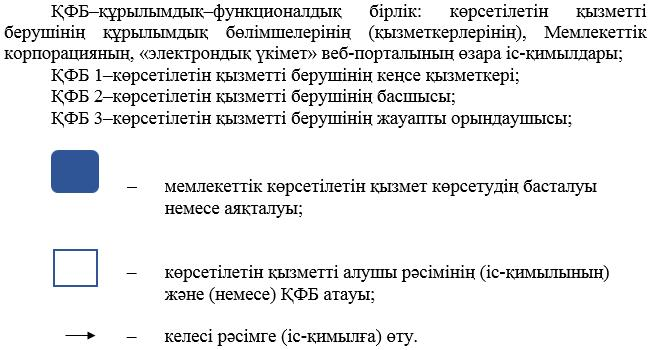 ҚФБ–құрылымдық–функционалдық бірлік: көрсетілетін қызметті
берушінің құрылымдық бөлімшелерінің (қызметкерлерінің), Мемлекеттік
корпорацияның, «электрондық үкімет» веб-порталының өзара іс-қимылдары;
ҚФБ 1–көрсетілетін қызметті берушінің кеңсе қызметкері;
ҚФБ 2–көрсетілетін қызметті берушінің басшысы;
ҚФБ 3–көрсетілетін қызметті берушінің жауапты орындаушысы;
– мемлекеттік көрсетілетін қызмет көрсетудің басталуы
немесе аяқталуы;
– көрсетілетін қызметті алушы рәсімінің (іс-қимылының)
және (немесе) ҚФБ атауы;
– келесі рәсімге (іс-қимылға) өту.